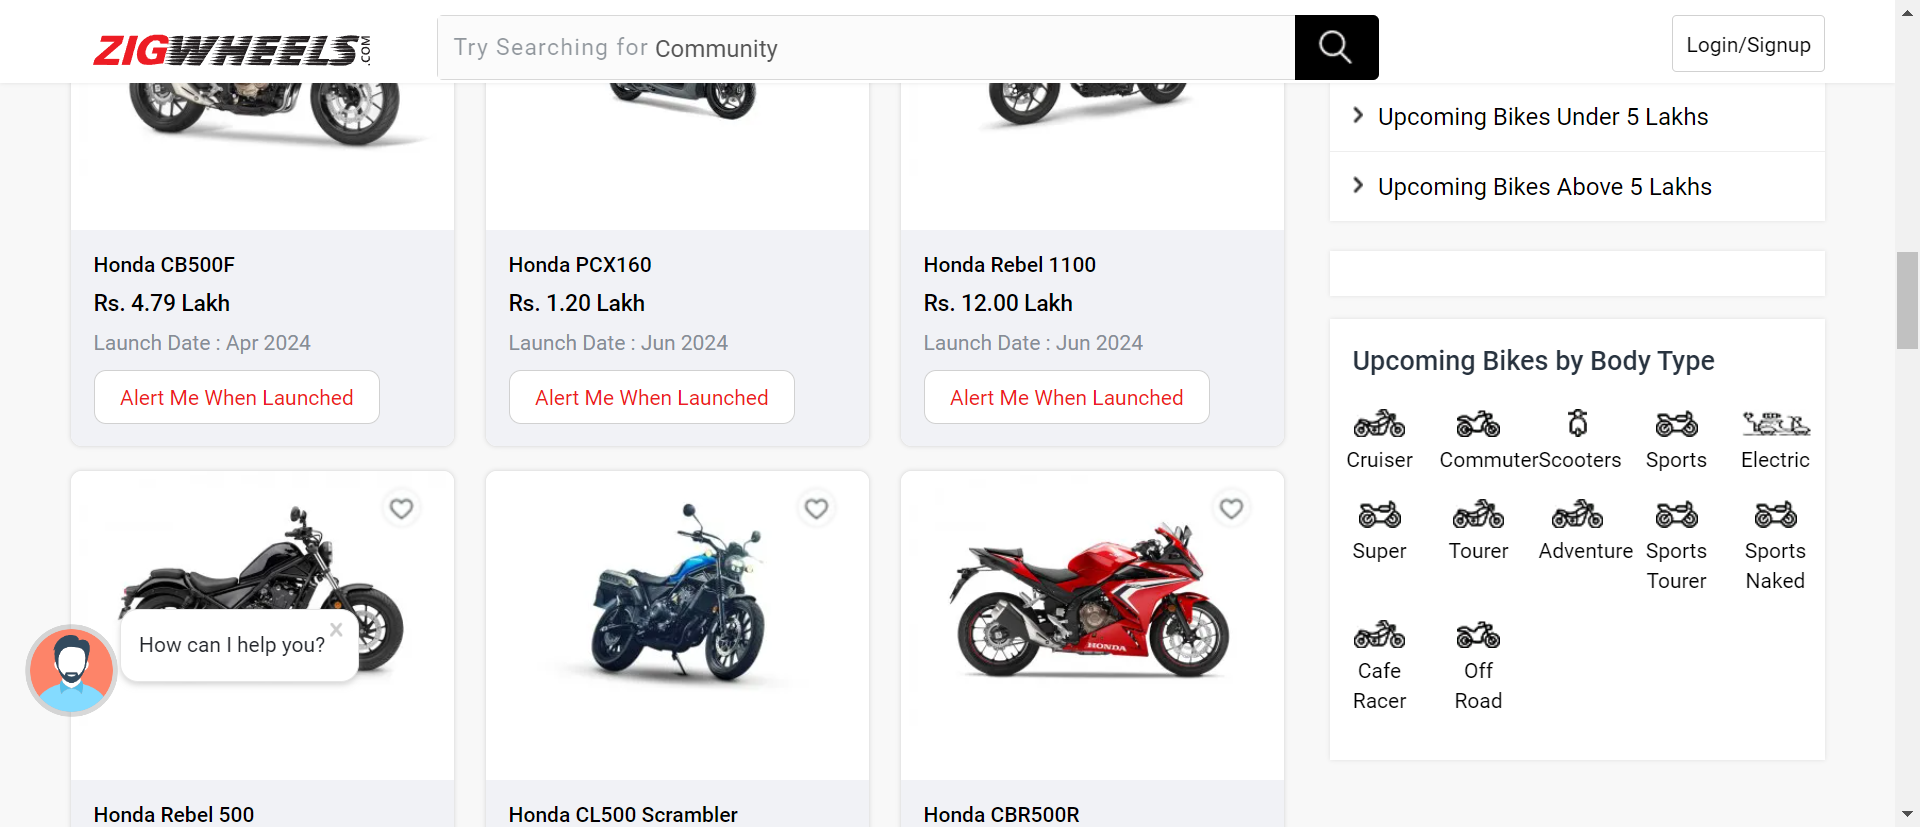 ZIGWHEELS.COM
Try Searching for Community
Login/Signup
Upcoming Bikes Under 5 Lakhs
Upcoming Bikes Above 5 Lakhs
Honda CB500F
Rs. 4.79 Lakh
Launch Date : Apr 2024
Alert Me When Launched
Honda PCX160
Rs. 1.20 Lakh
Launch Date : Jun 2024
Alert Me When Launched
Honda Rebel 1100
Rs. 12.00 Lakh
Launch Date : Jun 2024
Alert Me When Launched
Upcoming Bikes by Body Type
Cruiser
Commuter
Scooters
Sports
Electric
Super
Tourer
Adventure
Sports
Tourer
Sports
Naked
Cafe
Racer
Off
Road
HONDA
How can I help you?
Honda Rebel 500
Honda CL500 Scrambler
Honda CBR500R